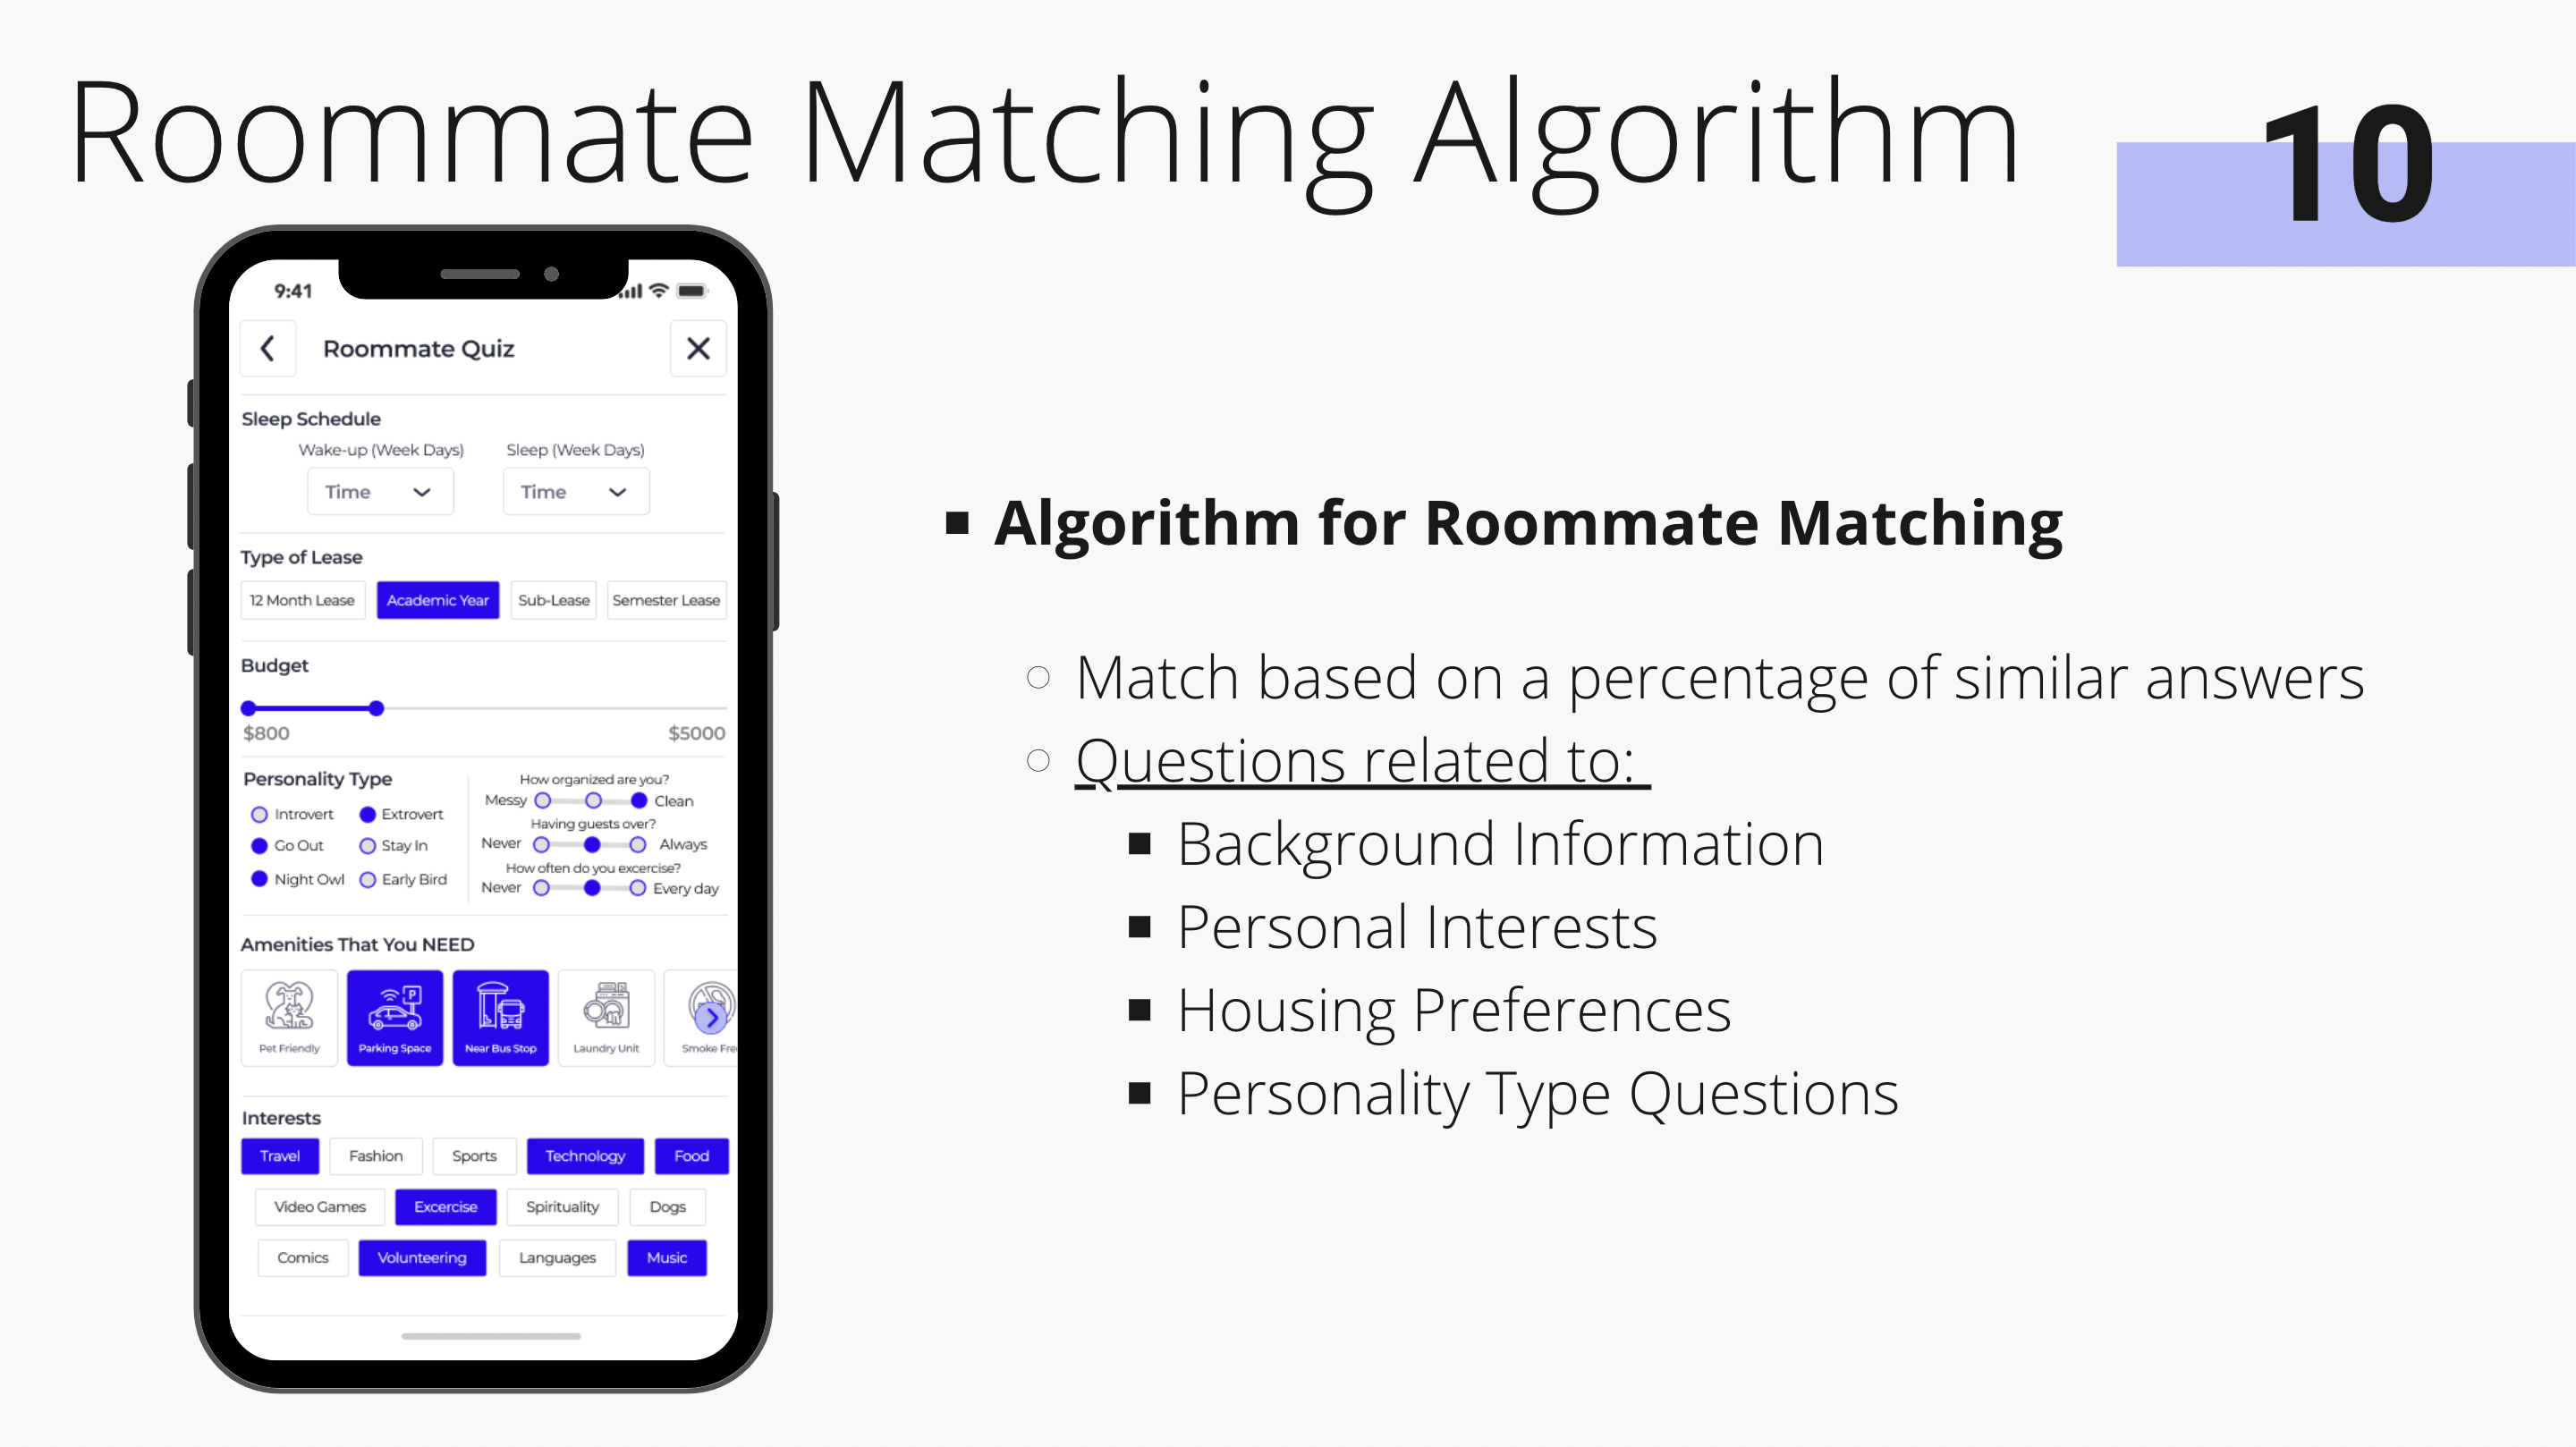 Roommate Matching Algorithm
10
9:41
Roommate Quiz
Sleep Schedule
Wake-up (Week Days) Sleep (Week Days)
Time Time
Type of Lease
12 Month Lease Academic Year Sub-Lease Semester Lease
Budget
$800 $5000
Personality Type
Introvert Extrovert
Go Out Stay In
Night Owl Early Bird
How organized are you?
Messy Clean
Having guests over?
Never Always
How often do you excercise?
Never Every day
Amenities That You NEED
P
Pet Friendly Parking Space Near Bus Stop Laundry Unit Smoke Fre
Interests
Travel Fashion Sports Technology Food
Video Games Excercise Spirituality Dogs
Comics Volunteering Languages Music
Algorithm for Roommate Matching
Match based on a percentage of similar answers
Questions related to:
Background Information
Personal Interests
Housing Preferences
Personality Type Questions